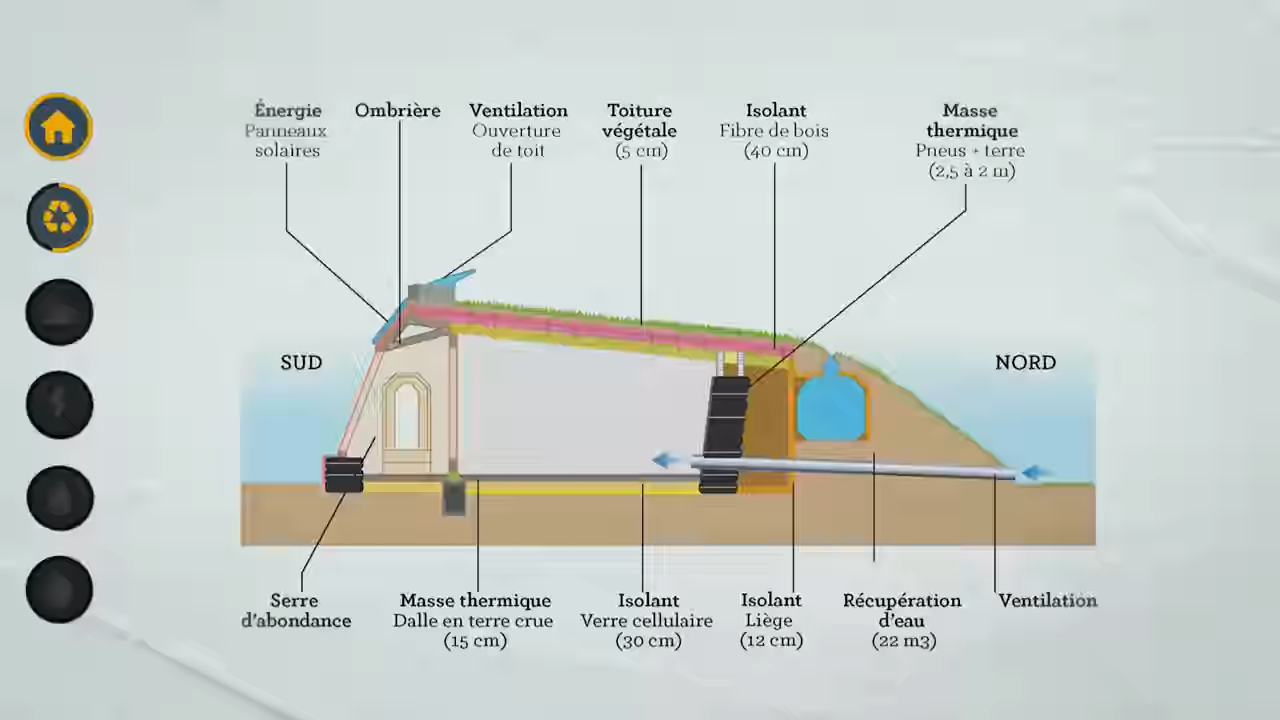 Énergie
Panneaux
solaires
Ombrière
Ventilation
Ouverture
de toit
Toiture
végétale
(5 cm)
Isolant
Fibre de bois
(40 cm)
Masse
thermique
Pneus + terre
(2,5 à 2 m)
SUD
NORD
Serre
d'abondance
Masse thermique
Dalle en terre crue
(15 cm)
Isolant
Verre cellulaire
(30 cm)
Isolant
Liège
(12 cm)
Récupération
d'eau
(22 m3)
Ventilation